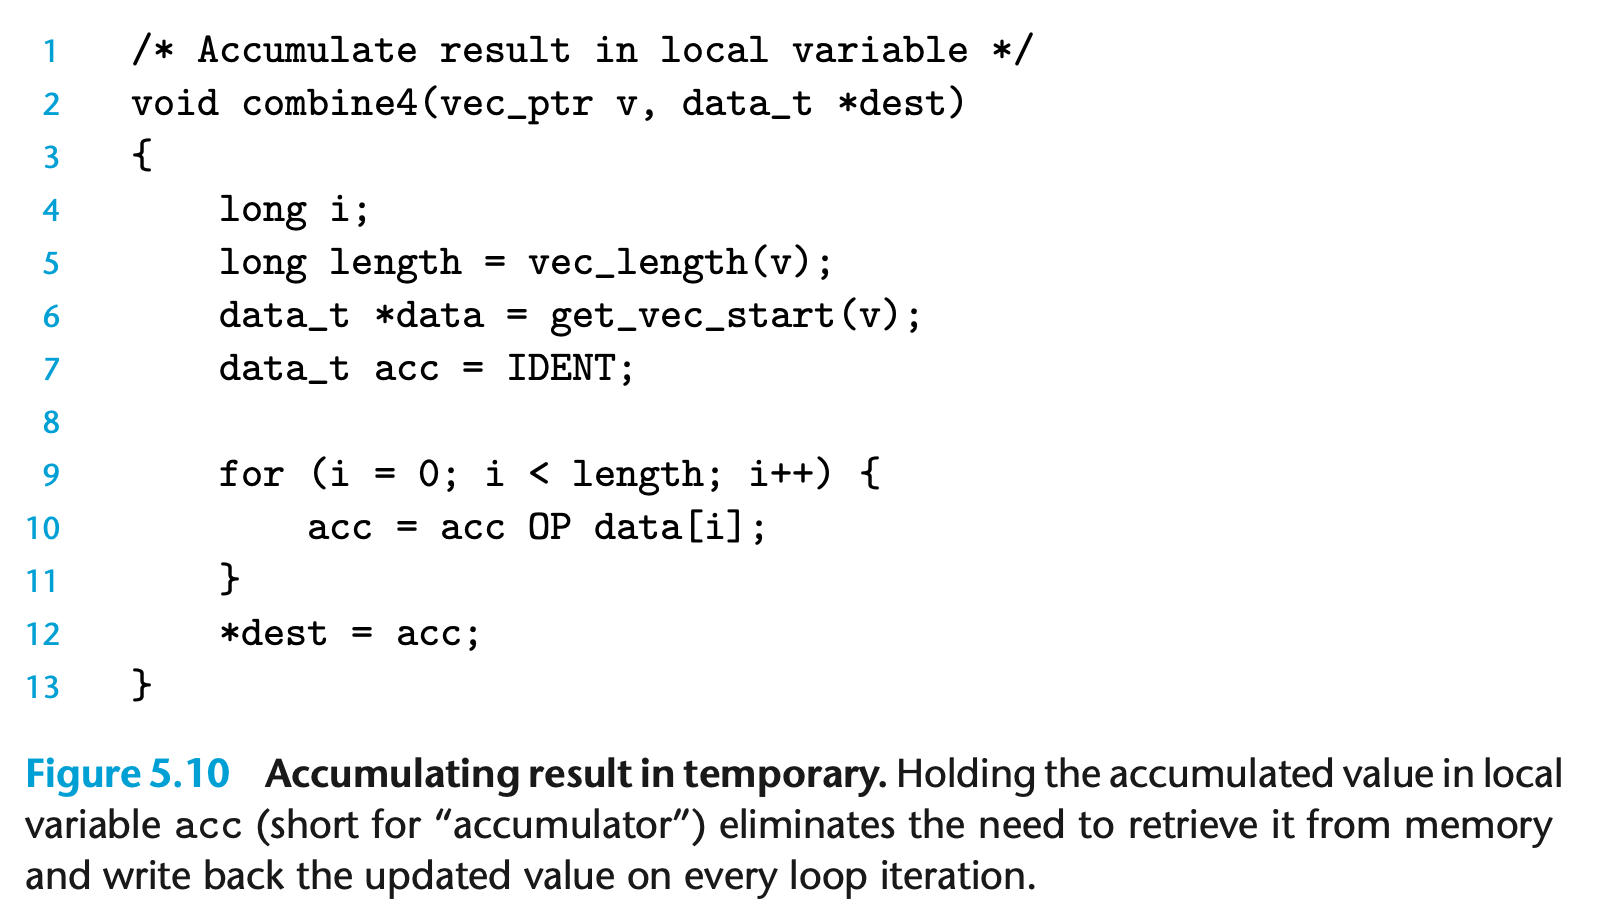 1 /* Accumulate result in local variable */
2 void combine4(vec_ptr v, data_t *dest)
3 {
4     long i;
5     long length = vec_length(v);
6     data_t *data = get_vec_start(v);
7     data_t acc = IDENT;
8
9     for (i = 0; i < length; i++) {
10         acc = acc OP data[i];
11     }
12     *dest = acc;
13 }
Figure 5.10 Accumulating result in temporary. Holding the accumulated value in local
variable acc (short for “accumulator”) eliminates the need to retrieve it from memory
and write back the updated value on every loop iteration.